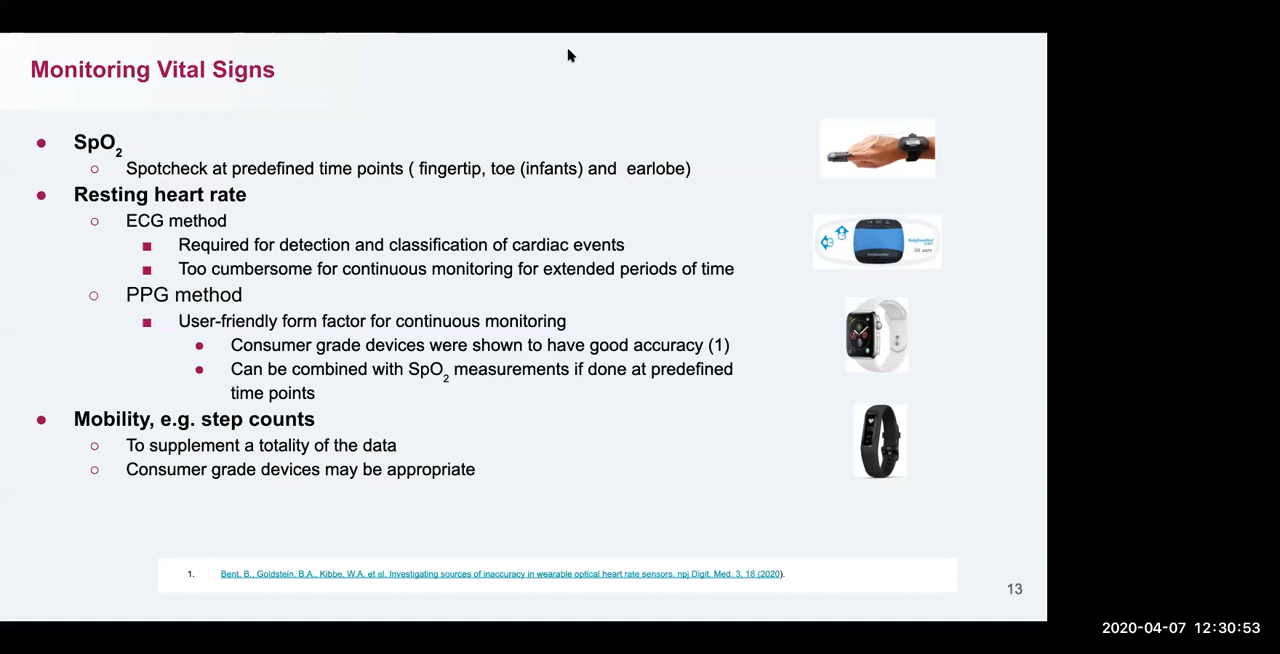 Monitoring Vital Signs
SpO2
Spotcheck at predefined time points ( fingertip, toe (infants) and earlobe)
Resting heart rate
ECG method
Required for detection and classification of cardiac events
Too cumbersome for continuous monitoring for extended periods of time
PPG method
User-friendly form factor for continuous monitoring
Consumer grade devices were shown to have good accuracy (1)
Can be combined with SpO2 measurements if done at predefined
time points
Mobility, e.g. step counts
To supplement a totality of the data
Consumer grade devices may be appropriate
1. Bent, B., Goldstein, B.A., Kibbe, W.A. et al. Investigating sources of inaccuracy in wearable optical heart rate sensors. npj Digit. Med. 3, 18 (2020).
13
2020-04-07 12:30:53